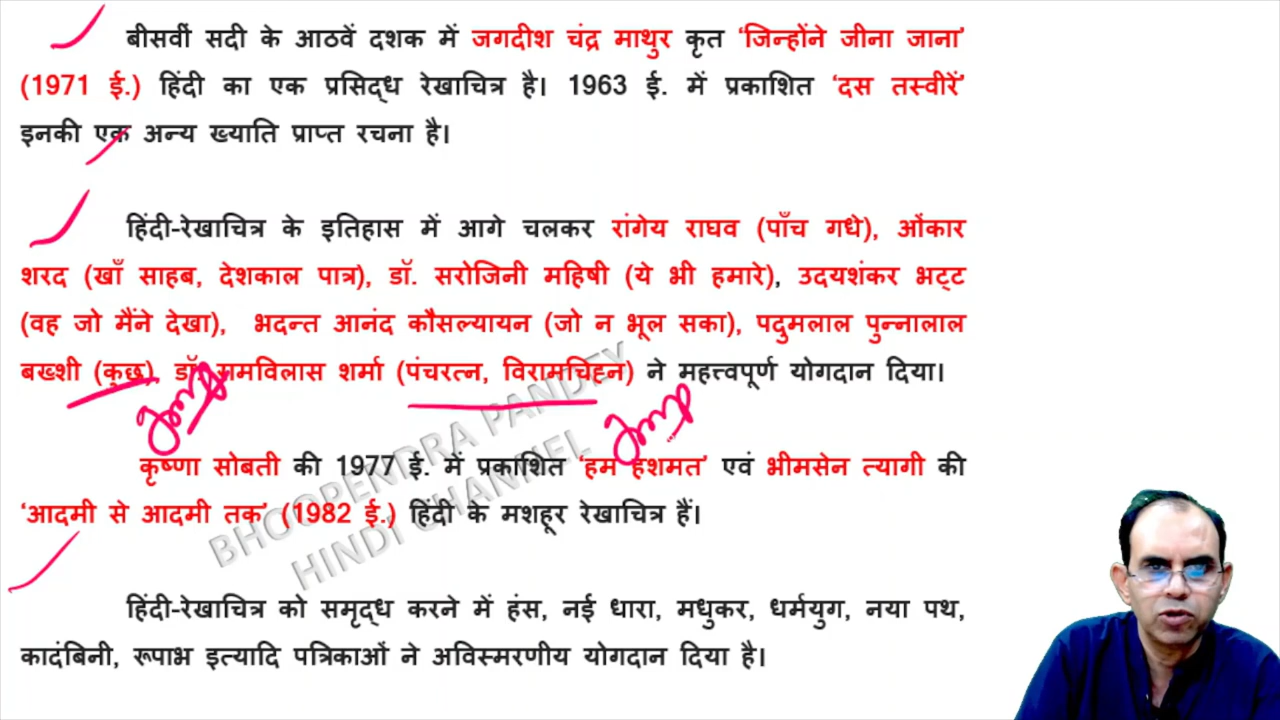 बीसवीं सदी के आठवें दशक में जगदीश चंद्र माथुर कृत ‘जिन्होंने जीना जाना’
(1971 ई.) हिंदी का एक प्रसिद्ध रेखाचित्र है। 1963 ई. में प्रकाशित ‘दस तस्वीरें’
इनकी एक अन्य ख्याति प्राप्त रचना है।
हिंदी-रेखाचित्र के इतिहास में आगे चलकर रांगेय राघव (पाँच गधे), ओंकार
शरद (खाँ साहब, देशकाल पात्र), डॉ. सरोजिनी महिषी (ये भी हमारे), उदयशंकर भट्ट
(वह जो मैंने देखा), भदन्त आनंद कौसल्यायन (जो न भूल सका), पदुमलाल पुन्नालाल
बख्शी (कुछ), डॉ. रामविलास शर्मा (पंचरत्न, विरामचिह्न) ने महत्त्वपूर्ण योगदान दिया।
Imp
Imp
कृष्णा सोबती की 1977 ई. में प्रकाशित ‘हम हशमत’ एवं भीमसेन त्यागी की
‘आदमी से आदमी तक’ (1982 ई.) हिंदी के मशहूर रेखाचित्र हैं।
BHOOPENDRA PANDEY
HINDI CHANNEL
हिंदी-रेखाचित्र को समृद्ध करने में हंस, नई धारा, मधुकर, धर्मयुग, नया पथ,
कादंबिनी, रूपाभ इत्यादि पत्रिकाओं ने अविस्मरणीय योगदान दिया है।